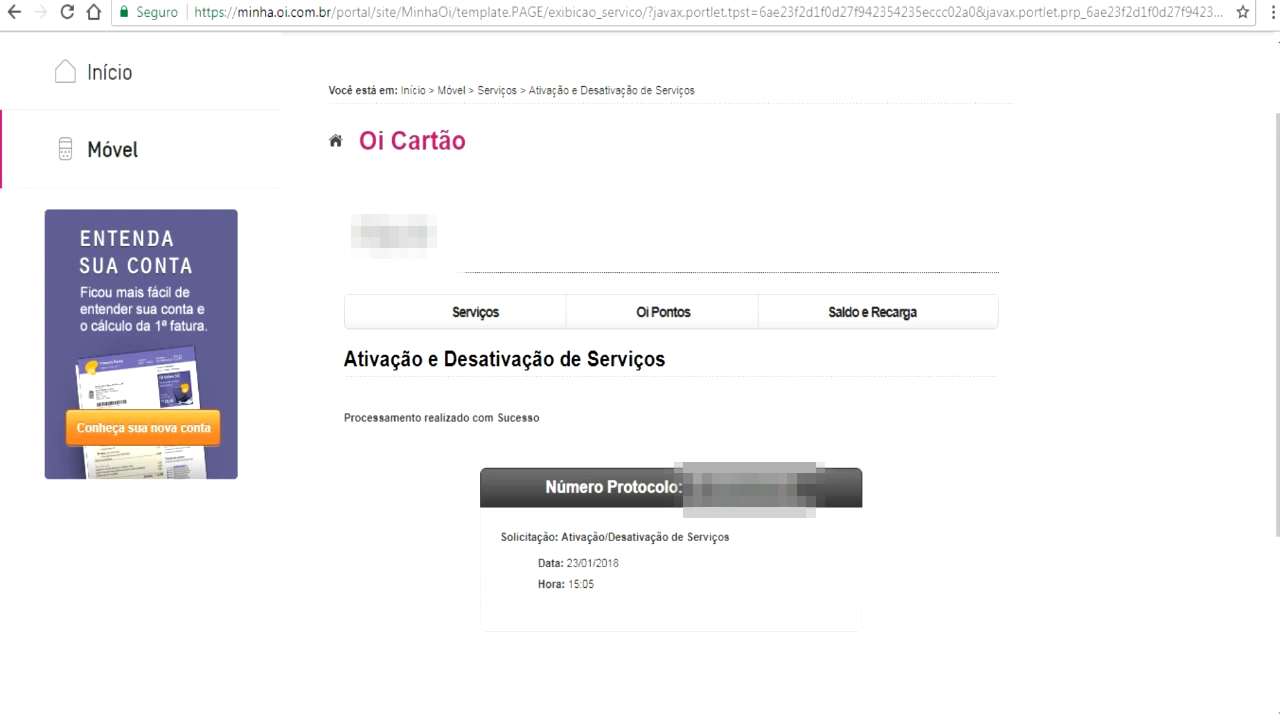 Seguro
https://minha.oi.com.br/portal/site/MinhaOi/template.PAGE/exibicao_servico/?javax.portlet.tpst=6ae23f2d1f0d27f942354235eccc02a0&javax.portlet.prp_6ae23f2d1f0d27f9423...
Início
Móvel
ENTENDA
SUA CONTA
Ficou mais fácil de
entender sua conta e
o cálculo da 1ª fatura.
Conheça sua nova conta
Você está em: Início > Móvel > Serviços > Ativação e Desativação de Serviços
Oi Cartão
Serviços
Oi Pontos
Saldo e Recarga
Ativação e Desativação de Serviços
Processamento realizado com Sucesso
Número Protocolo:
Solicitação: Ativação/Desativação de Serviços
Data: 23/01/2018
Hora: 15:05